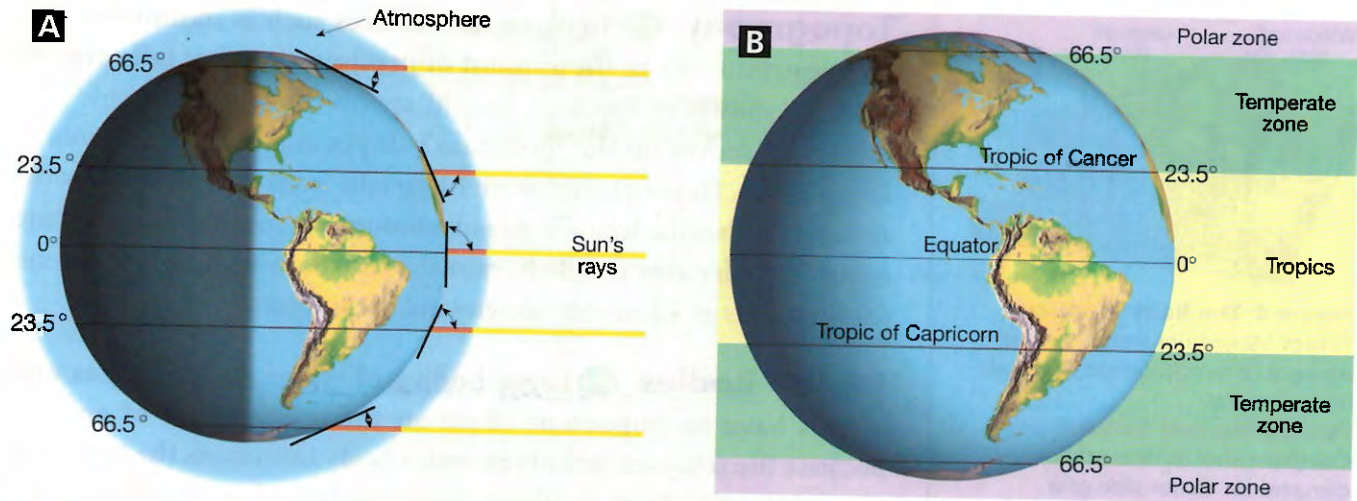 A
Atmosphere
66.5°
23.5°
0°
23.5°
66.5°
Sun's
rays
B
66.5°
Polar zone
Temperate
zone
Tropic of Cancer
23.5°
Equator
0°
Tropics
Tropic of Capricorn
23.5°
Temperate
zone
66.5°
Polar zone